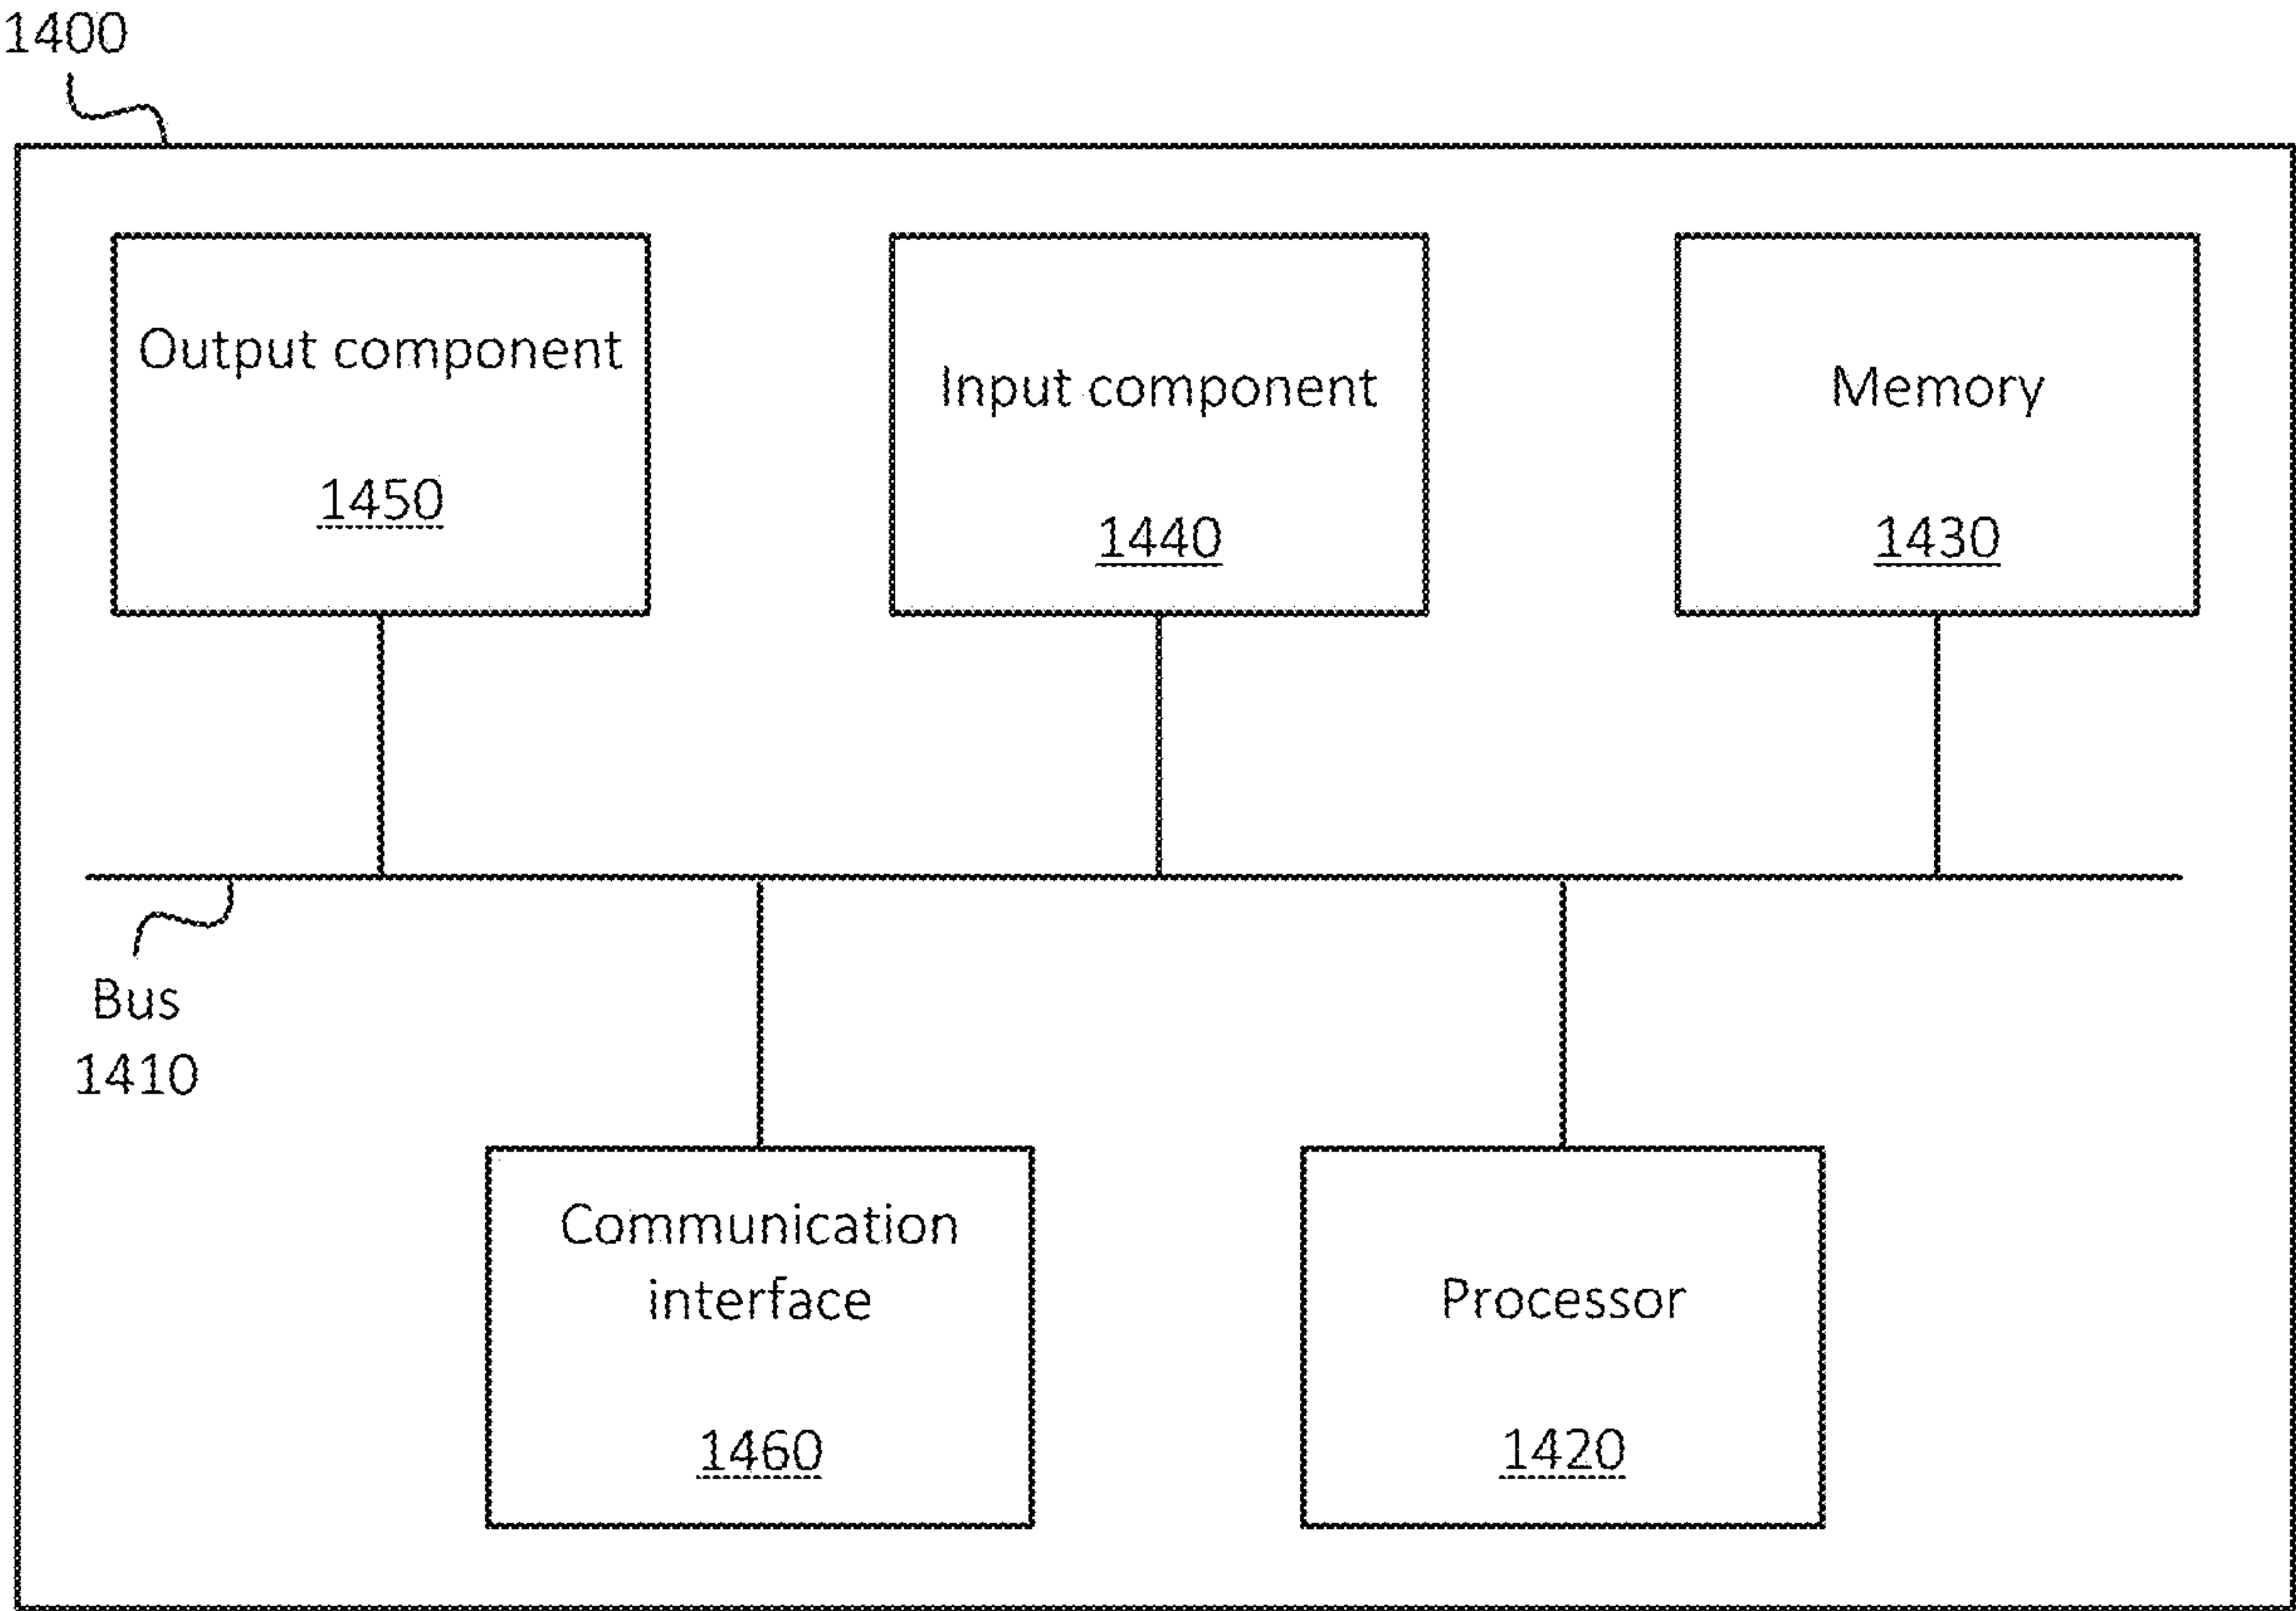 1400
Output component
1450
Input component
1440
Memory
1430
Bus
1410
Communication
interface
1460
Processor
1420